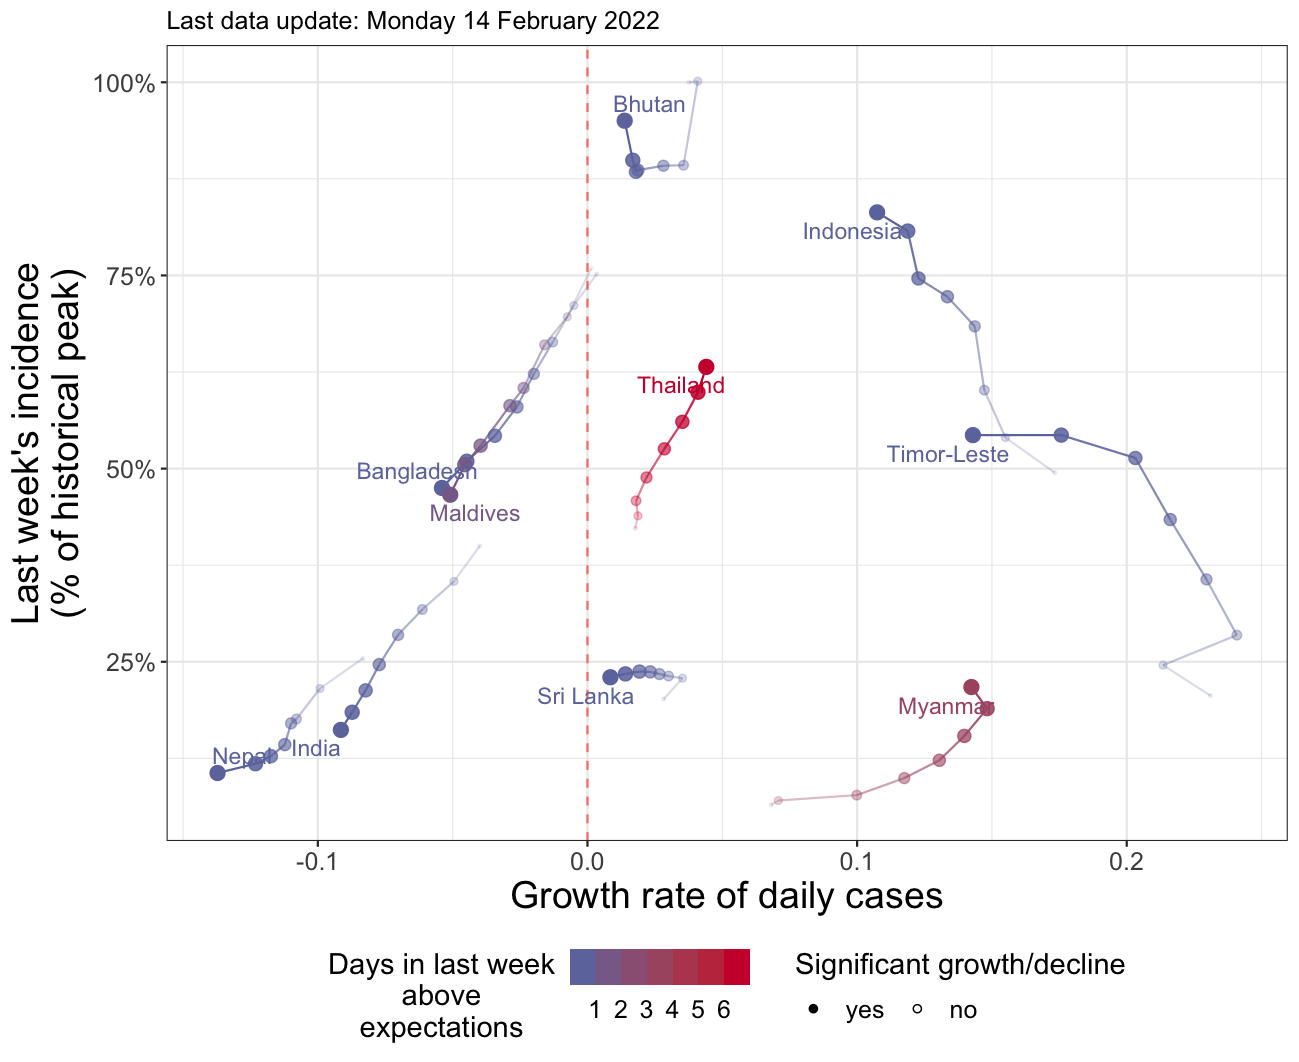 Last data update: Monday 14 February 2022
Last week's incidence
(% of historical peak)
100%
75%
50%
25%
Bhutan
Indonesia
Thailand
Timor-Leste
Bangladesh
Maldives
Sri Lanka
Myanmar
Nepal
India
-0.1
0.0
0.1
0.2
Growth rate of daily cases
Days in last week
above
expectations
1 2 3 4 5 6
Significant growth/decline
yes no